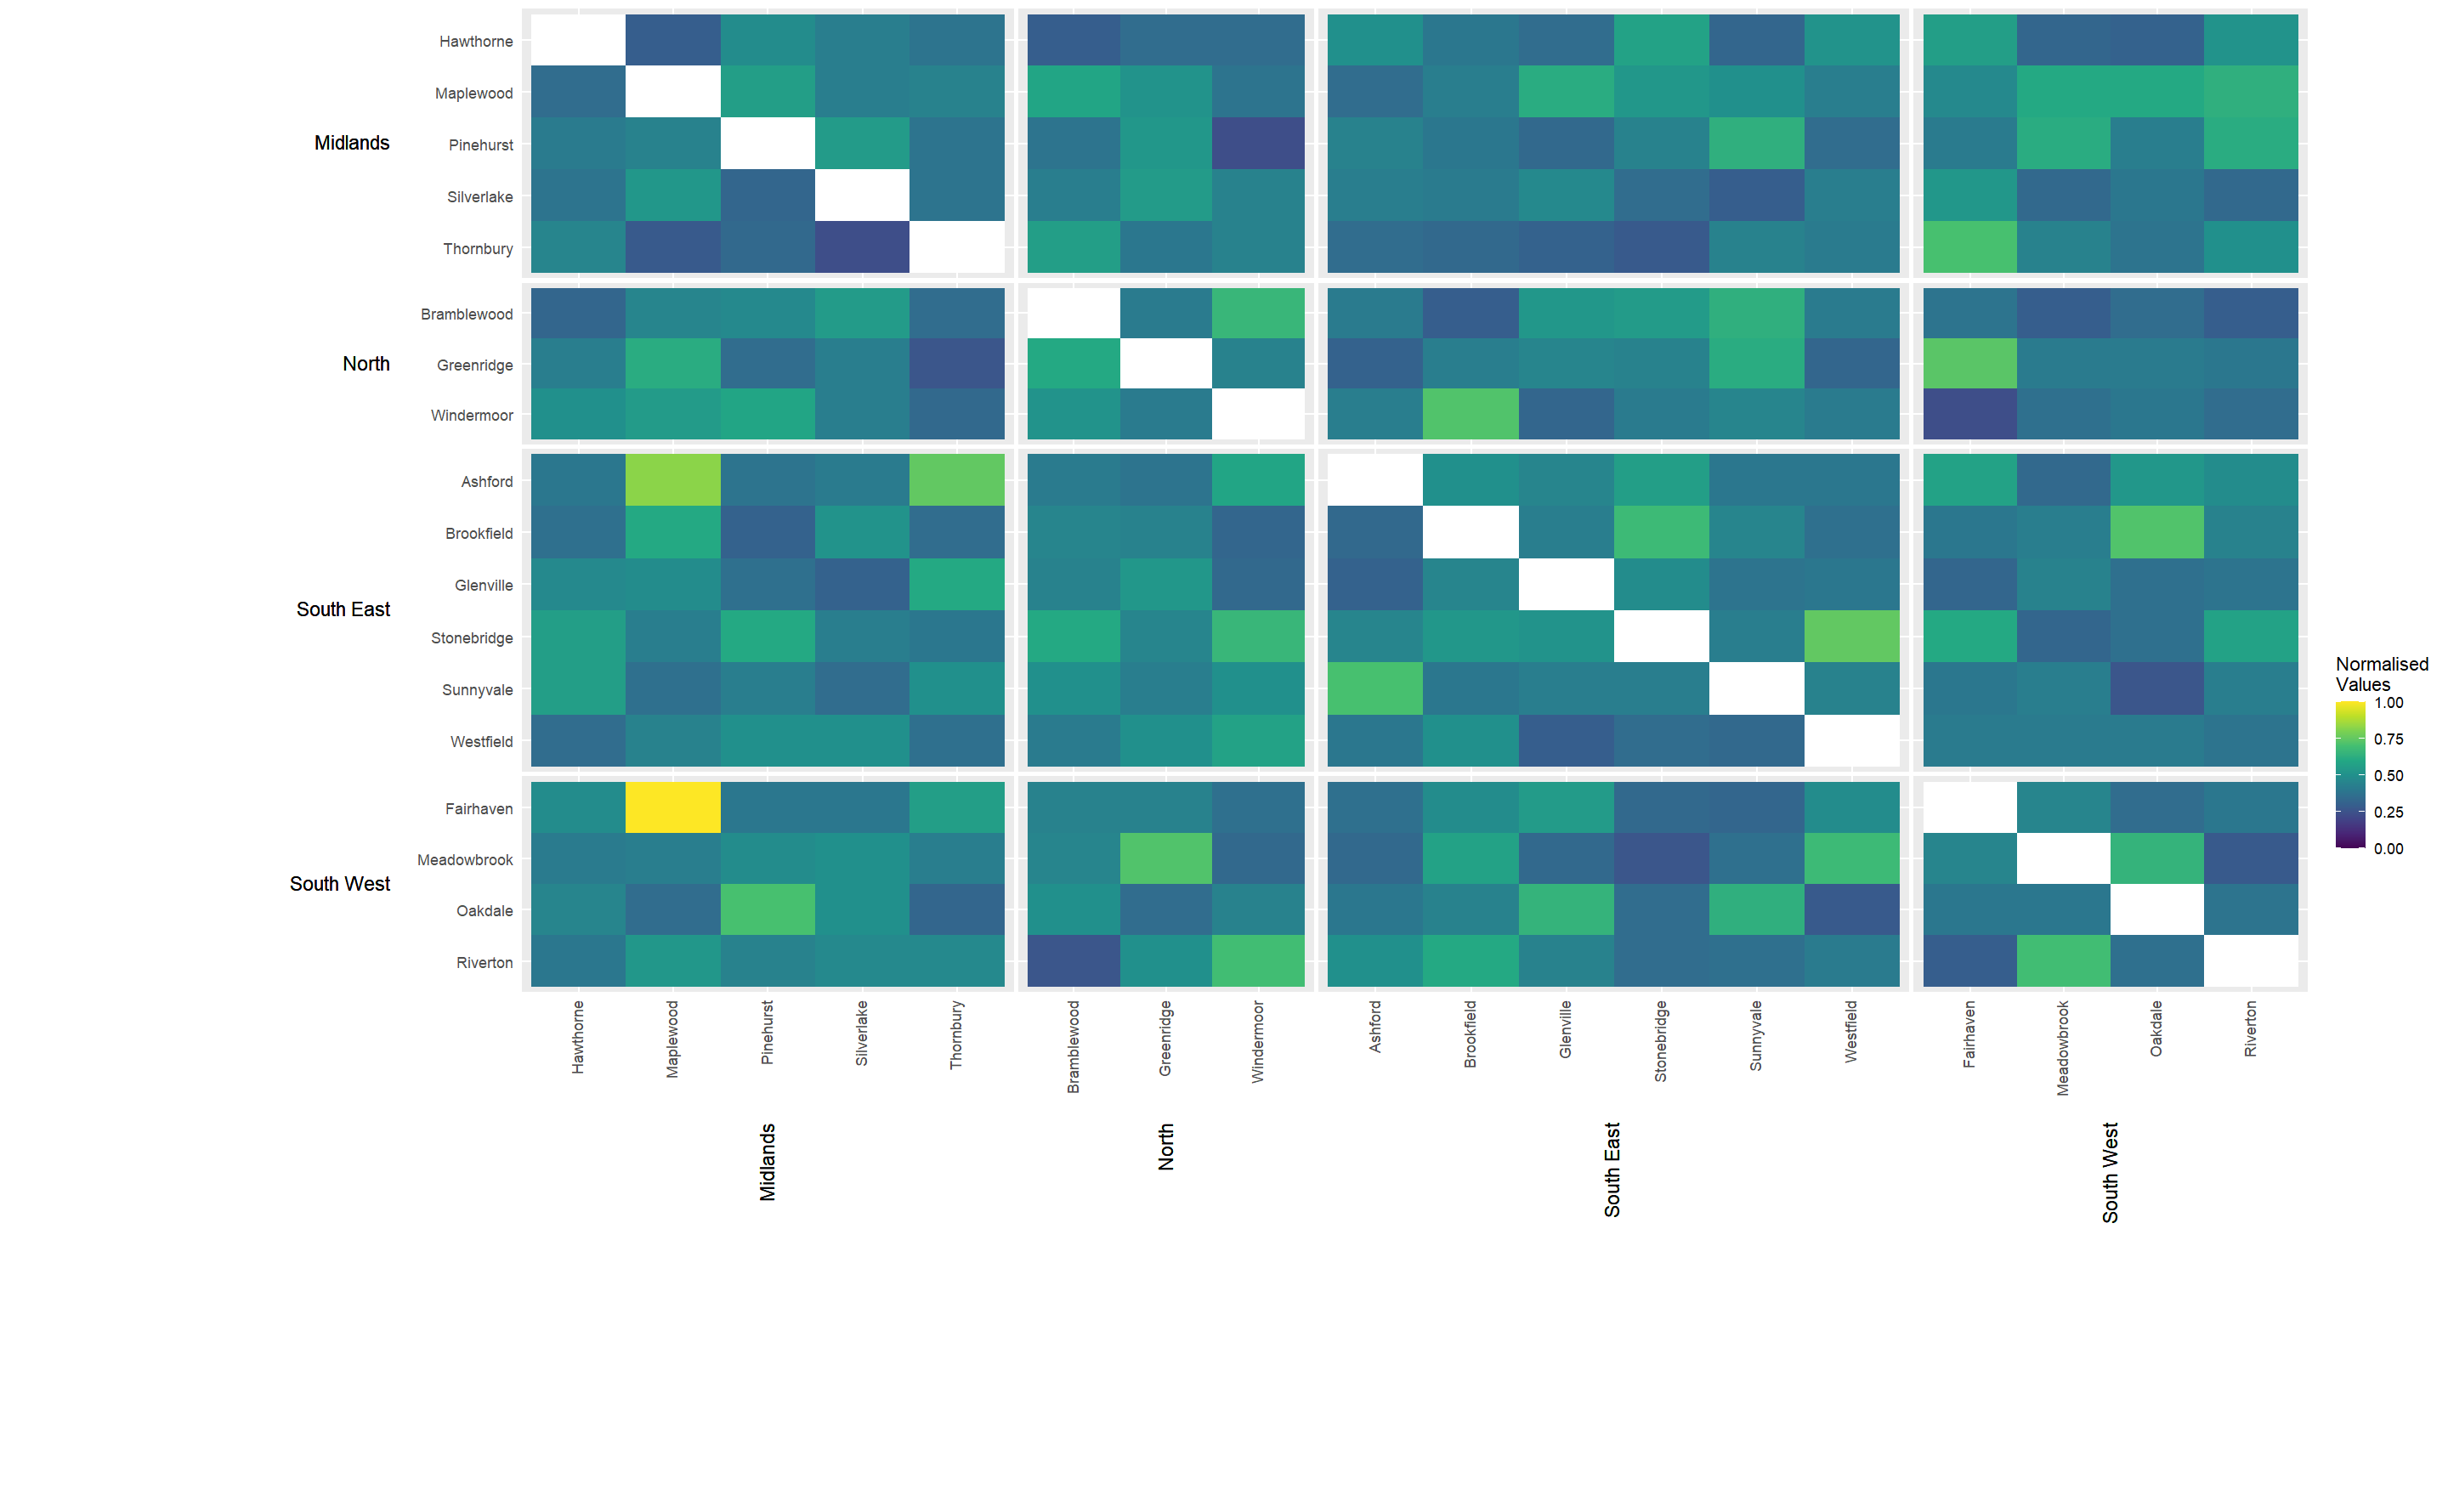 Midlands
Hawthorne
Maplewood
Pinehurst
Silverlake
Thornbury
North
Bramblewood
Greenridge
Windermoor
South East
Ashford
Brookfield
Glenville
Stonebridge
Sunnyvale
Westfield
South West
Fairhaven
Meadowbrook
Oakdale
Riverton
Hawthorne
Maplewood
Pinehurst
Silverlake
Thornbury
Bramblewood
Greenridge
Windermoor
Ashford
Brookfield
Glenville
Stonebridge
Sunnyvale
Westfield
Fairhaven
Meadowbrook
Oakdale
Riverton
Midlands
North
South East
South West
Normalised
Values
1.00
0.75
0.50
0.25
0.00